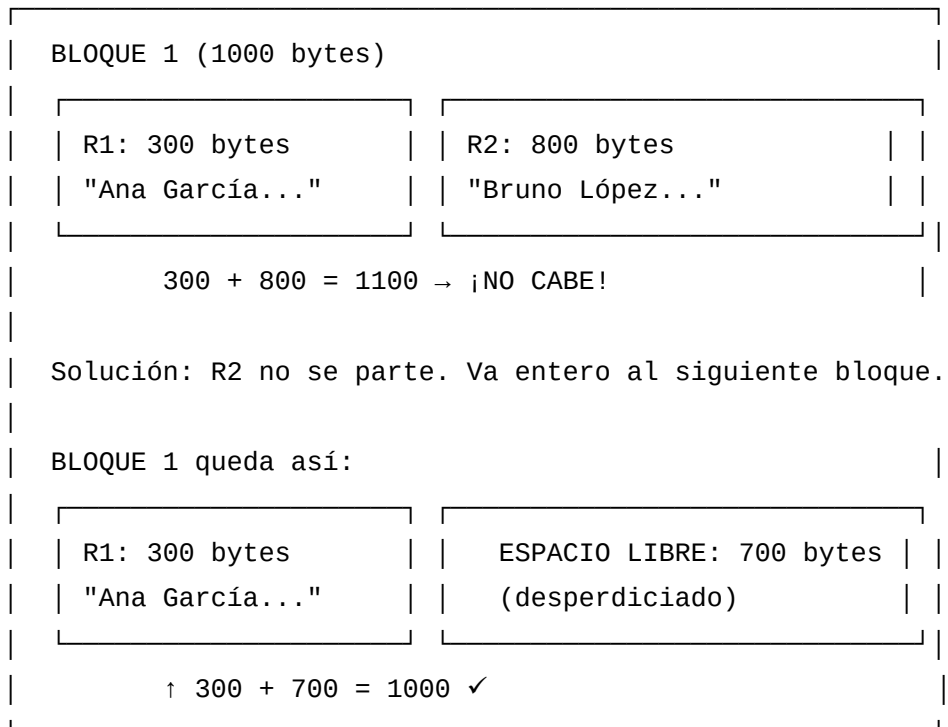 BLOQUE 1 (1000 bytes)
R1: 300 bytes R2: 800 bytes
"Ana García..." "Bruno López..."
300 + 800 = 1100 → ¡NO CABE!
Solución: R2 no se parte. Va entero al siguiente bloque.
BLOQUE 1 queda así:
R1: 300 bytes ESPACIO LIBRE: 700 bytes
"Ana García..." (desperdiciado)
↑ 300 + 700 = 1000 ✓